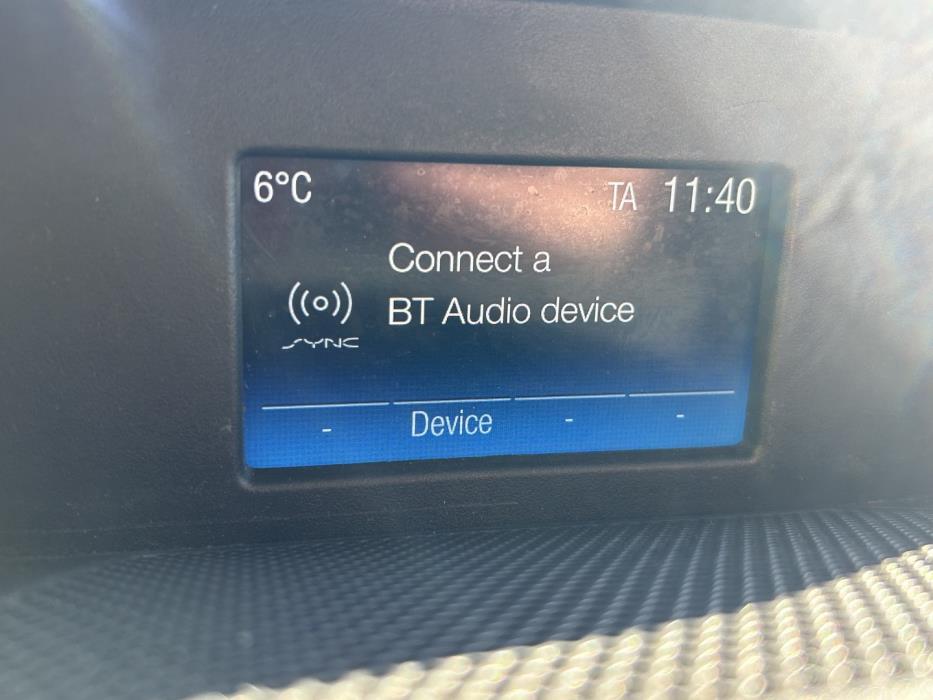 6°C TA 11:40
Connect a
BT Audio device
SYNC
- Device - -